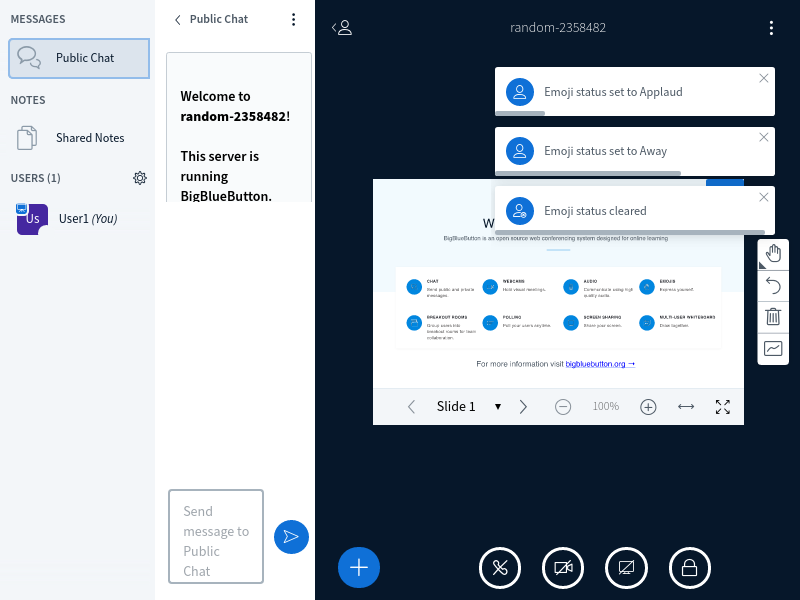 MESSAGES
Public Chat
NOTES
Shared Notes
USERS (1)
Us
User1 (You)
Public Chat
Welcome to
random-2358482!
This server is
running
BigBlueButton.
Send
message to
Public
Chat
random-2358482
Emoji status set to Applaud
Emoji status set to Away
Emoji status cleared
W
BigBlueButton is an open source web conferencing system designed for online learning
CHAT
Send public and private
messages.
WEBCAMS
Hold visual meetings.
AUDIO
Communicate using high
quality audio.
EMOJIS
Express yourself.
BREAKOUT ROOMS
Group users into
breakout rooms for team
collaboration.
POLLING
Poll your users anytime.
SCREEN SHARING
Share your screen.
MULTI-USER WHITEBOARD
Draw together.
For more information visit bigbluebutton.org →
Slide 1
100%